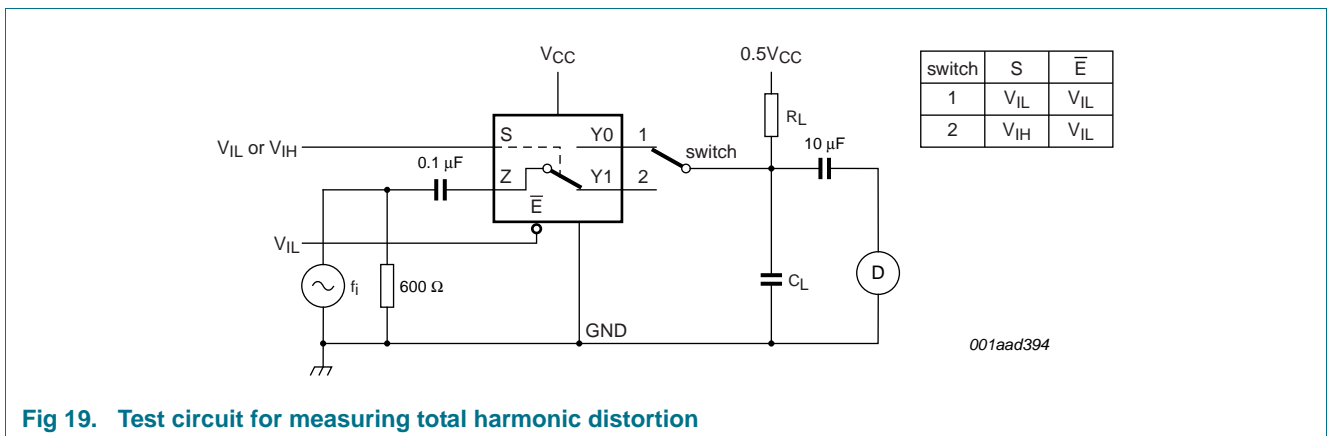 VCC
0.5VCC
switch S E̅
1 VIL VIL
2 VIH VIL
RL
10 μF
S Y0 1
switch
VIL or VIH
0.1 μF
Z Y1 2
E̅
VIL
fi
600 Ω
CL
D
GND
001aad394
Fig 19. Test circuit for measuring total harmonic distortion